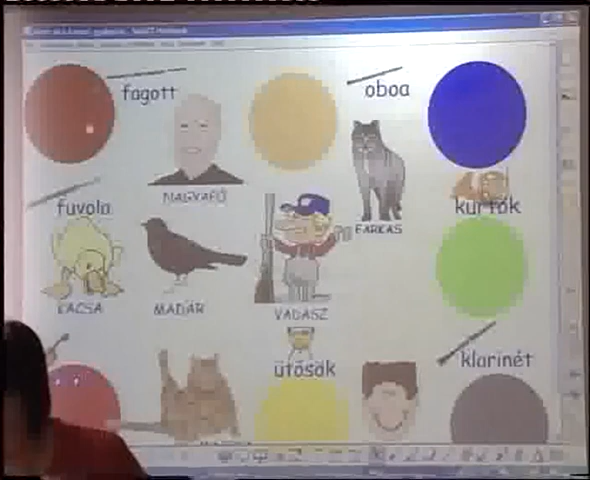 fagott
oboa
NAGYAPÓ
fuvola
FARKAS
kürtök
KACSA
MADÁR
VADÁSZ
ütősök
klarinét